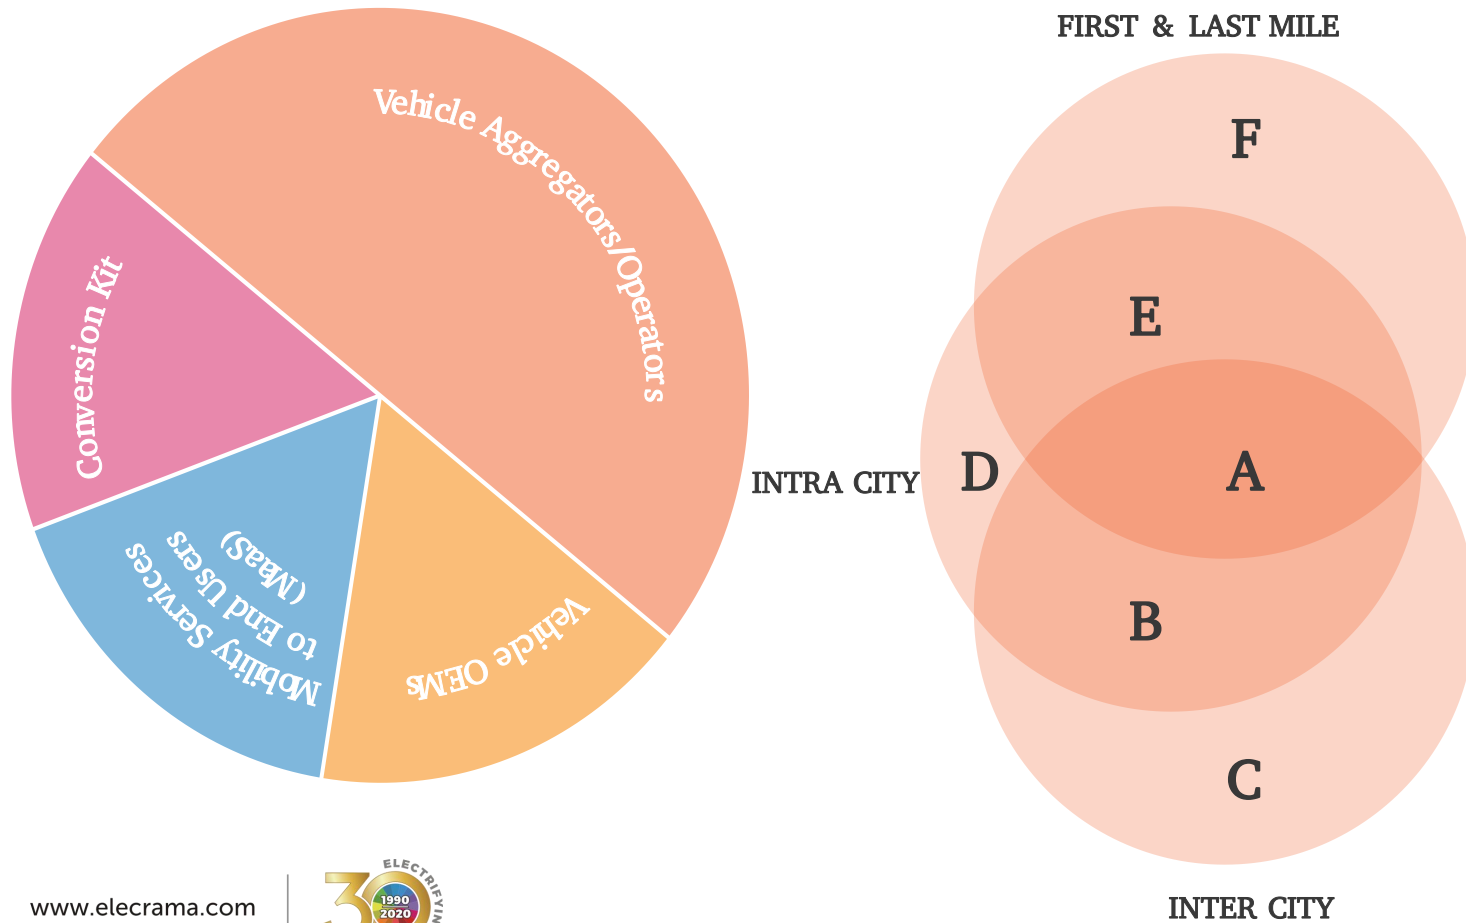 Vehicle Aggregators/Operators
Conversion Kit
Mobility Services
to End Users
(MaaS)
Vehicle OEMs
FIRST & LAST MILE
F
E
INTRA CITY
D
A
B
C
INTER CITY
www.elecrama.com
30
1990
2020